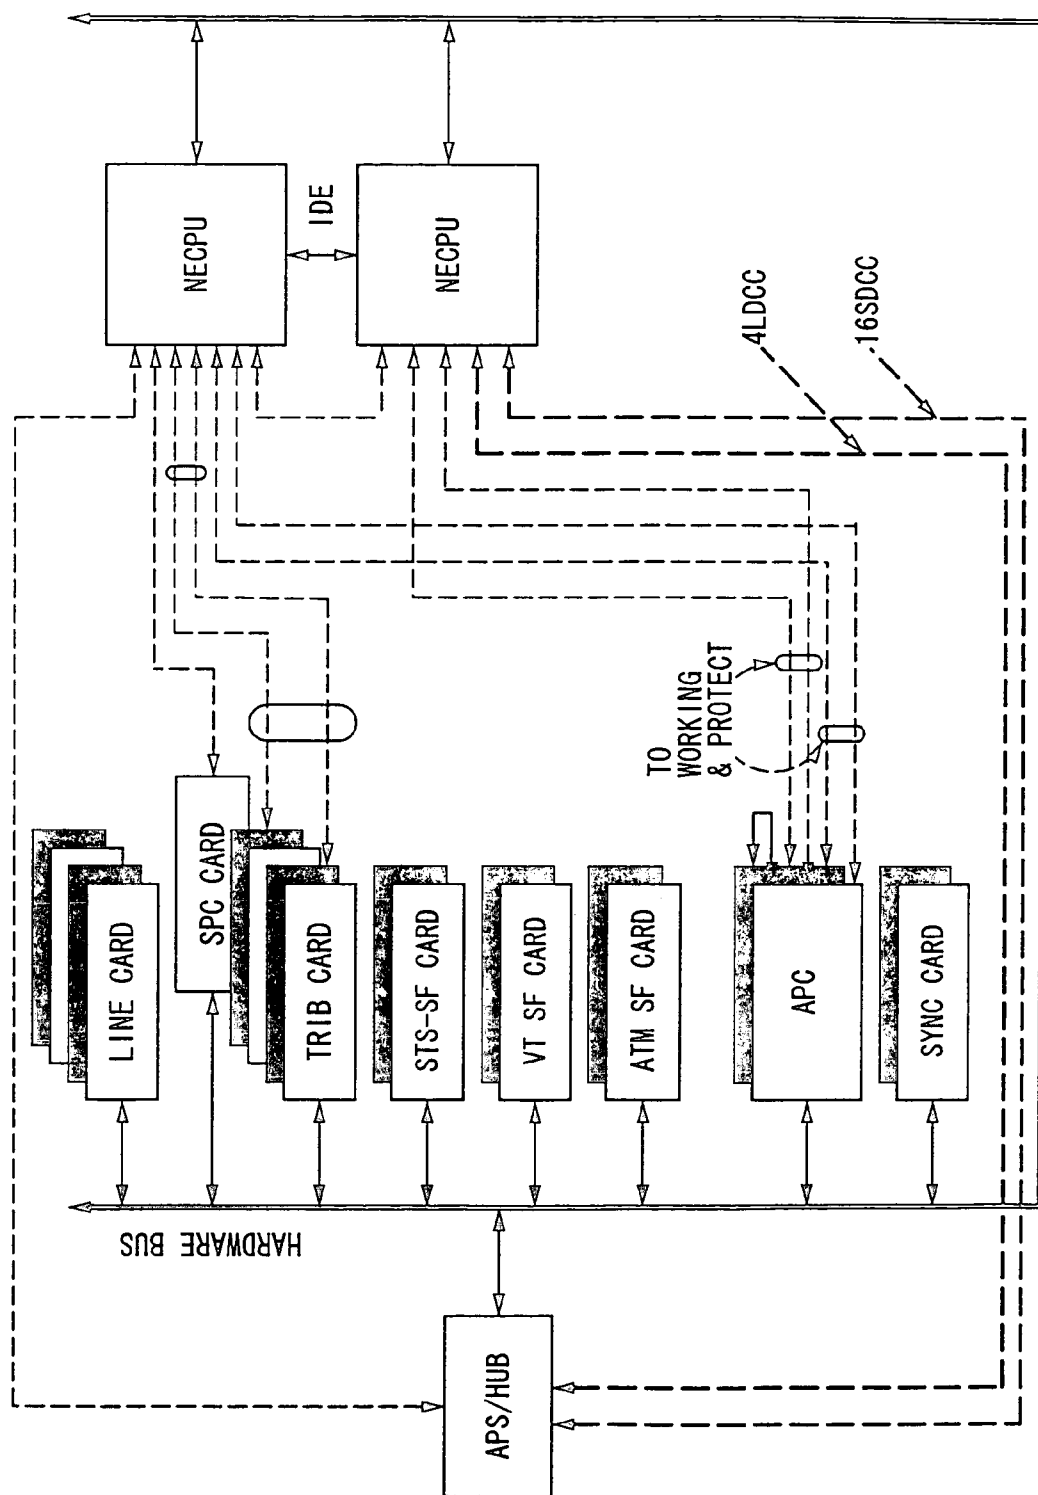 NECPU
IDE
NECPU
4LDCC
16SDCC
TO
WORKING
& PROTECT
LINE CARD
SPC CARD
TRIB CARD
STS-SF CARD
VT SF CARD
ATM SF CARD
APC
SYNC CARD
HARDWARE BUS
APS/HUB